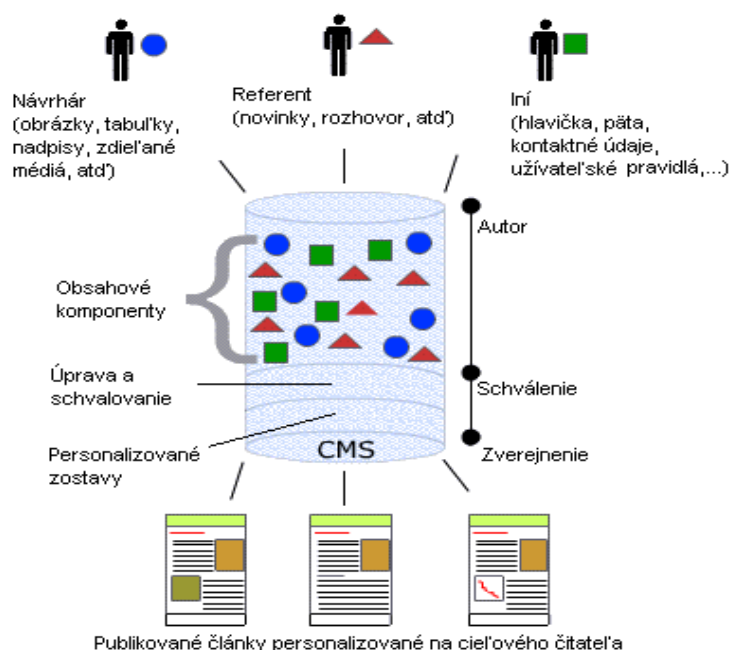 Návrhár
(obrázky, tabuľky,
nadpisy, zdieľané
médiá, atď)
Referent
(novinky, rozhovor, atď)
Iní
(hlavička, päta,
kontaktné údaje,
užívateľské pravidlá,...)
Autor
Obsahové
komponenty
Úprava a
schvalovanie
Schválenie
Personalizované
zostavy
CMS
Zverejnenie
Publikované články personalizované na cieľového čitateľa